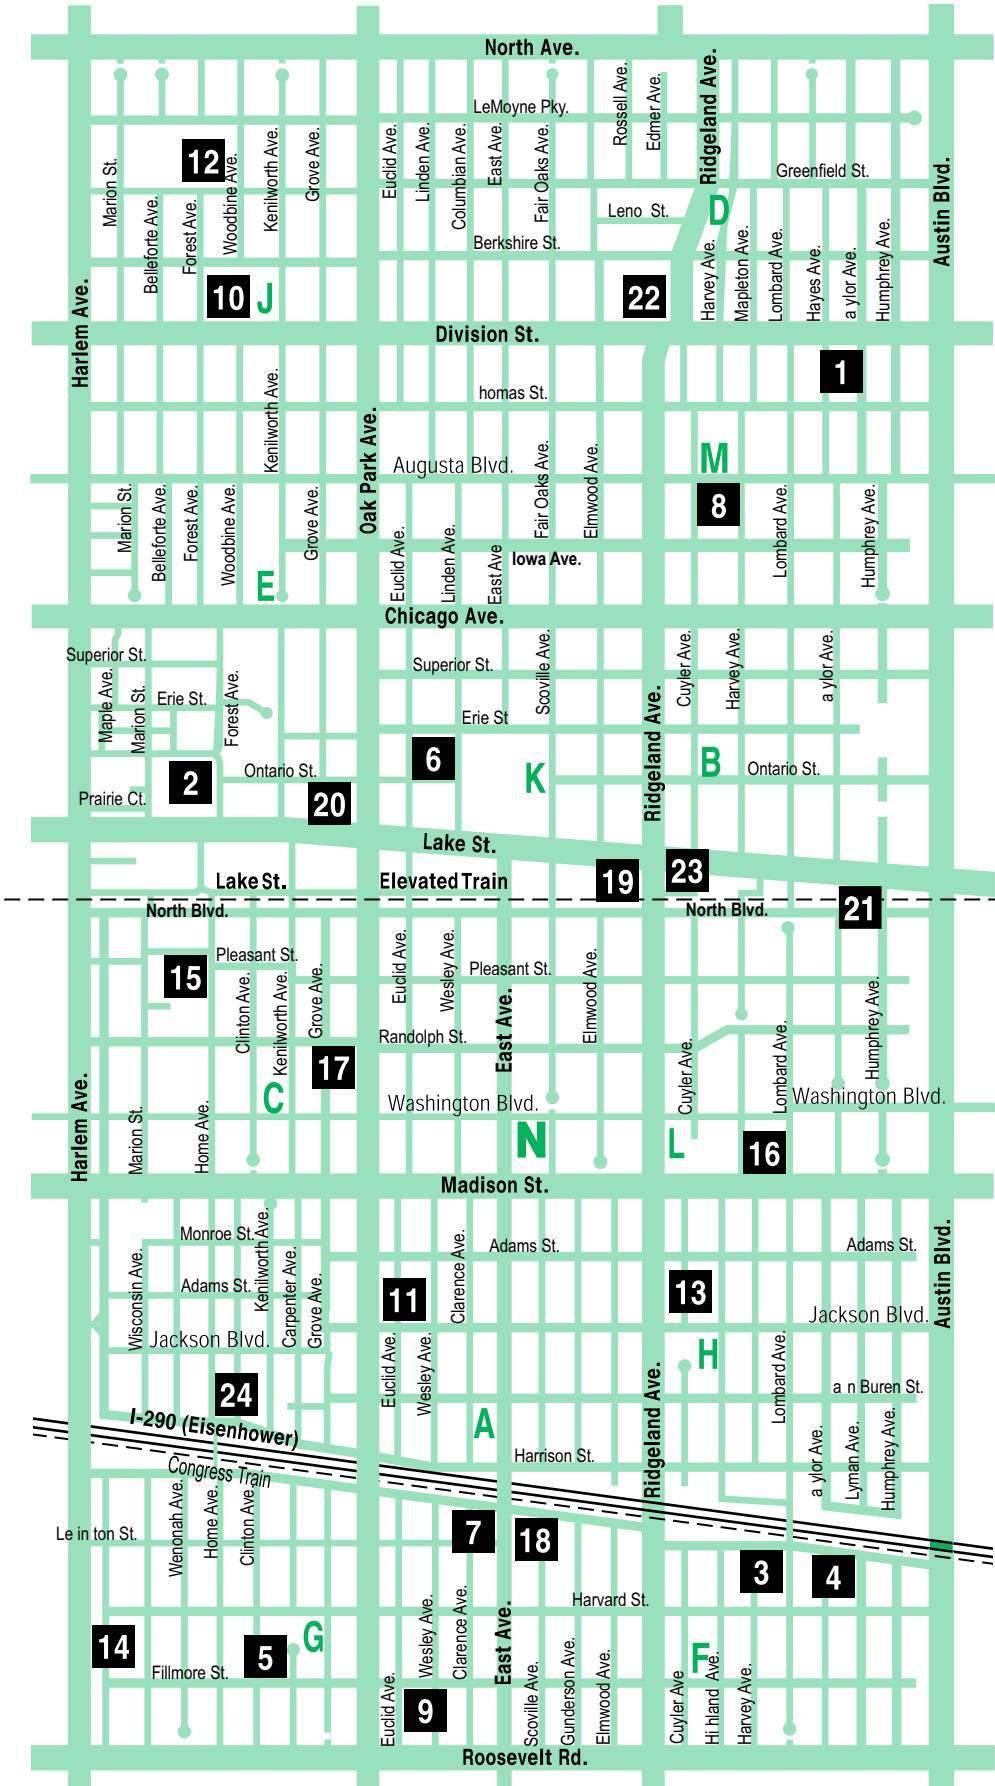 North Ave.
LeMoyne Pky.
Rossell Ave.
Edmer Ave.
Ridgeland Ave.
Marion St.
12
Belleforte Ave.
Forest Ave.
Woodbine Ave.
Kenilworth Ave.
Grove Ave.
Euclid Ave.
Linden Ave.
Columbian Ave.
East Ave.
Fair Oaks Ave.
Greenfield St.
Austin Blvd.
Leno St.
D
Berkshire St.
Harvey Ave.
Mapleton Ave.
Lombard Ave.
Hayes Ave.
a ylor Ave.
Humphrey Ave.
10
J
22
Harlem Ave.
Division St.
1
Kenilworth Ave.
homas St.
Oak Park Ave.
Augusta Blvd.
Fair Oaks Ave.
Elmwood Ave.
M
8
Marion St.
Belleforte Ave.
Forest Ave.
Woodbine Ave.
Grove Ave.
Euclid Ave.
Linden Ave.
East Ave
Iowa Ave.
Lombard Ave.
Humphrey Ave.
E
Chicago Ave.
Superior St.
Superior St.
Scoville Ave.
Cuyler Ave.
Harvey Ave.
a ylor Ave.
Maple Ave.
Marion St.
Erie St.
Forest Ave.
Erie St
Ridgeland Ave.
2
Ontario St.
6
K
B
Ontario St.
Prairie Ct.
20
Lake St.
19
23
Lake St.
Elevated Train
21
North Blvd.
North Blvd.
15
Pleasant St.
Clinton Ave.
Kenilworth Ave.
Grove Ave.
Euclid Ave.
Wesley Ave.
Pleasant St.
East Ave.
Elmwood Ave.
Humphrey Ave.
Randolph St.
17
Cuyler Ave.
Lombard Ave.
Harlem Ave.
C
Washington Blvd.
Washington Blvd.
Marion St.
Home Ave.
N
L
16
Madison St.
Monroe St.
Kenilworth Ave.
Clarence Ave.
Adams St.
Adams St.
Austin Blvd.
Wisconsin Ave.
Adams St.
Carpenter Ave.
Grove Ave.
11
13
Jackson Blvd.
Jackson Blvd.
Euclid Ave.
Wesley Ave.
H
Lombard Ave.
Ridgeland Ave.
24
a n Buren St.
I-290 (Eisenhower)
A
Harrison St.
a ylor Ave.
Lyman Ave.
Humphrey Ave.
Congress Train
Le in ton St.
Wenonah Ave.
Home Ave.
Clinton Ave.
7
18
3
4
Harvard St.
Wesley Ave.
Clarence Ave.
East Ave.
14
5
G
F
Fillmore St.
Euclid Ave.
9
Scoville Ave.
Gunderson Ave.
Elmwood Ave.
Cuyler Ave
Hi hland Ave.
Harvey Ave.
Roosevelt Rd.